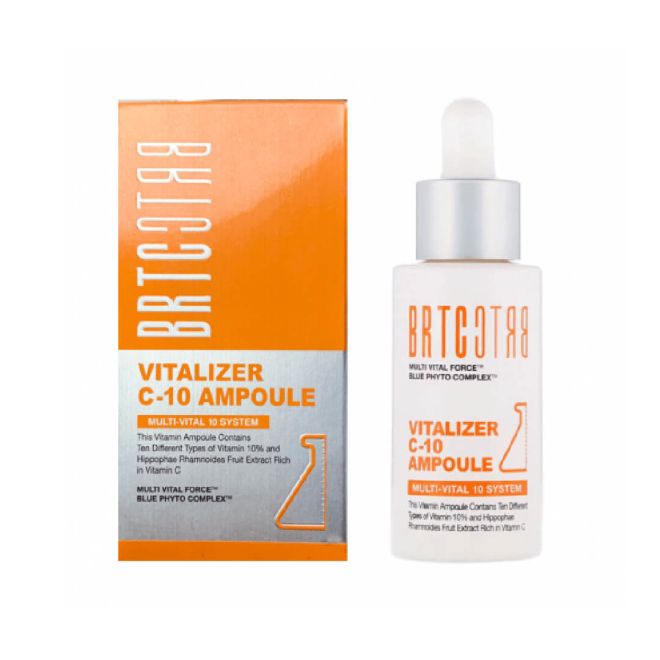 BRTCCTRB
VITALIZER
C-10 AMPOULE
MULTI-VITAL 10 SYSTEM
This Vitamin Ampoule Contains
Ten Different Types of Vitamin 10% and
Hippophae Rhamnoides Fruit Extract Rich
in Vitamin C
MULTI VITAL FORCE™
BLUE PHYTO COMPLEX™
BRTCCTRB
MULTI VITAL FORCE™
BLUE PHYTO COMPLEX™
VITALIZER
C-10
AMPOULE
MULTI-VITAL 10 SYSTEM
This Vitamin Ampoule Contains Ten Different
Types of Vitamin 10% and Hippophae
Rhamnoides Fruit Extract Rich in Vitamin C